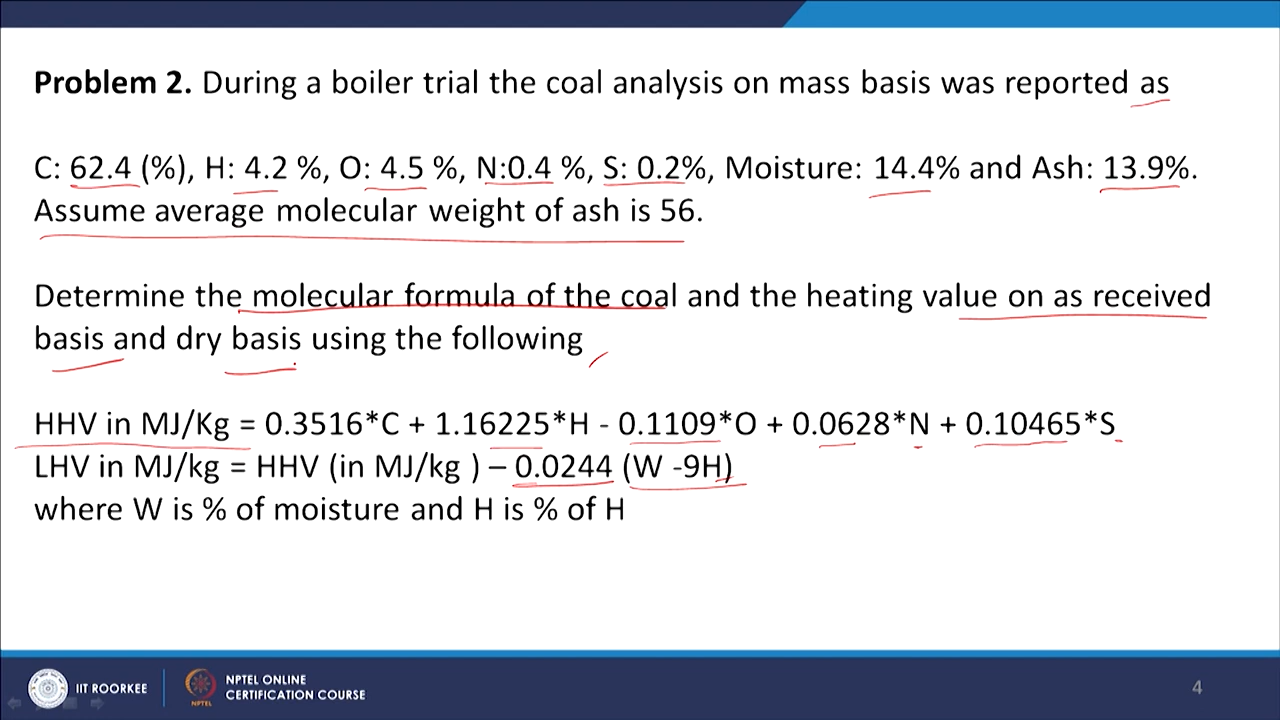 Problem 2. During a boiler trial the coal analysis on mass basis was reported as
C: 62.4 (%), H: 4.2 %, O: 4.5 %, N:0.4 %, S: 0.2%, Moisture: 14.4% and Ash: 13.9%.
Assume average molecular weight of ash is 56.
Determine the molecular formula of the coal and the heating value on as received
basis and dry basis using the following
HHV in MJ/Kg = 0.3516*C + 1.16225*H - 0.1109*O + 0.0628*N + 0.10465*S
LHV in MJ/kg = HHV (in MJ/kg ) – 0.0244 (W -9H)
where W is % of moisture and H is % of H
IIT ROORKEE
NPTEL ONLINE
CERTIFICATION COURSE
NPTEL
4